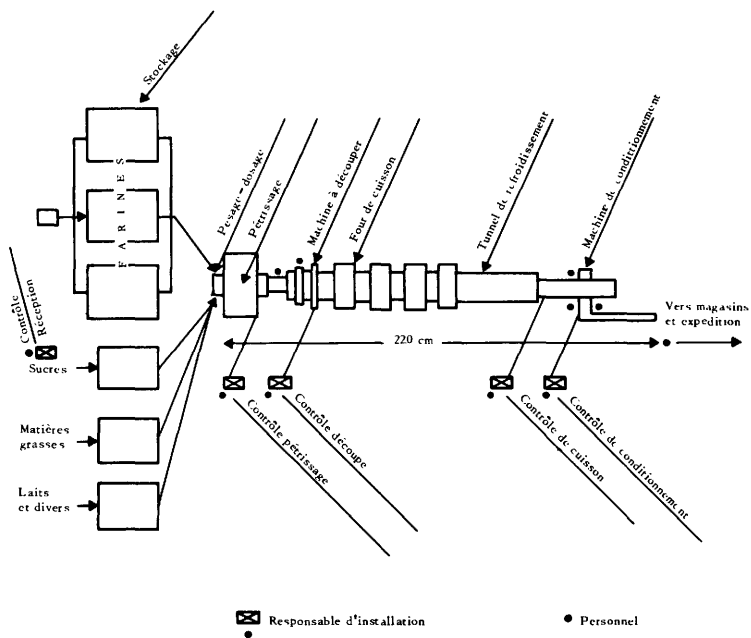 Stockage
FARINES
Pesage-dosage
Pétrissage
Machine à découper
Four de cuisson
Tunnel de refroidissement
Machine de conditionnement
Contrôle
Réception
Sucres
Matières
grasses
Laits
et divers
220 cm
Vers magasins
et expédition
Contrôle pétrissage
Contrôle découpe
Contrôle de cuisson
Contrôle de conditionnement
Responsable d'installation
Personnel